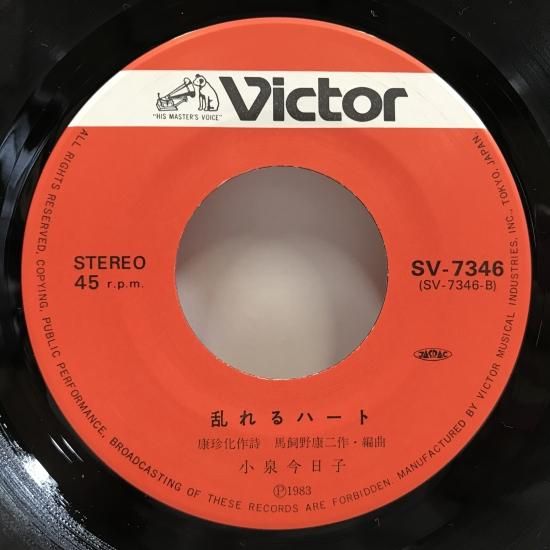 Victor
"HIS MASTER'S VOICE"
STEREO
45 r.p.m.
SV-7346
(SV-7346-B)
JASRAC
乱れるハート
康珍化作詩 馬飼野康二作・編曲
小泉今日子
Ⓟ1983
ALL RIGHTS RESERVED, COPYING, PUBLIC PERFORMANCE, BROADCASTING OF THESE RECORDS ARE FORBIDDEN. MANUFACTURED BY VICTOR MUSICAL INDUSTRIES, INC., TOKYO, JAPAN.